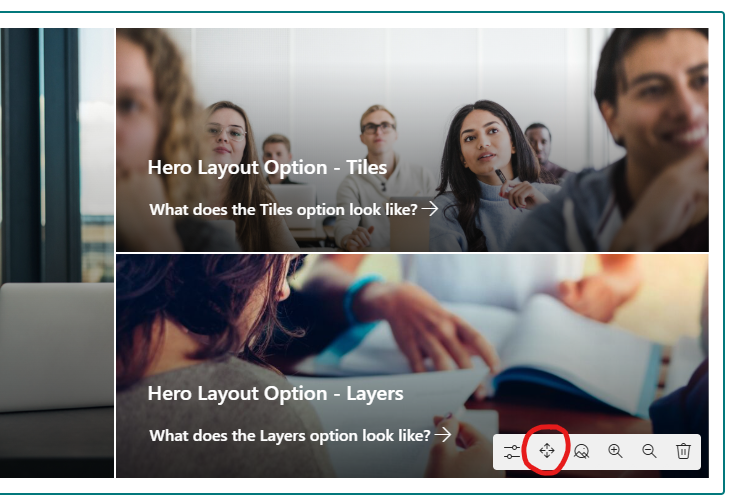 Hero Layout Option - Tiles
What does the Tiles option look like?
Hero Layout Option - Layers
What does the Layers option look like?